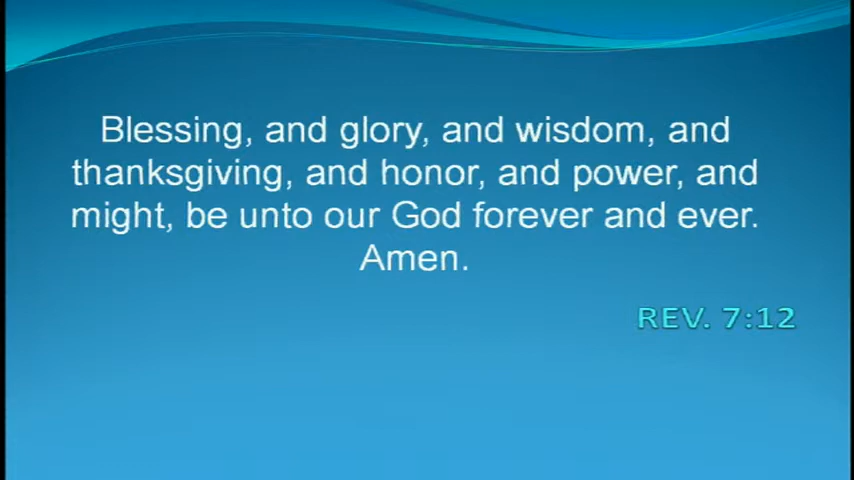 Blessing, and glory, and wisdom, and
thanksgiving, and honor, and power, and
might, be unto our God forever and ever.
Amen.
REV. 7:12